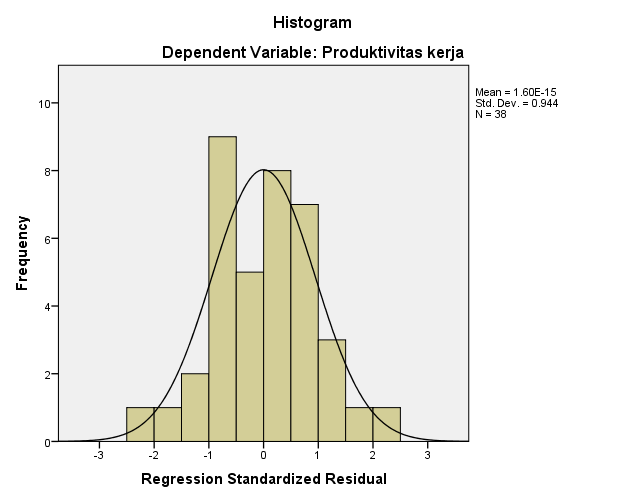 Histogram
Dependent Variable: Produktivitas kerja
Mean = 1.60E-15
Std. Dev. = 0.944
N = 38
Frequency
10
8
6
4
2
0
-3 -2 -1 0 1 2 3
Regression Standardized Residual